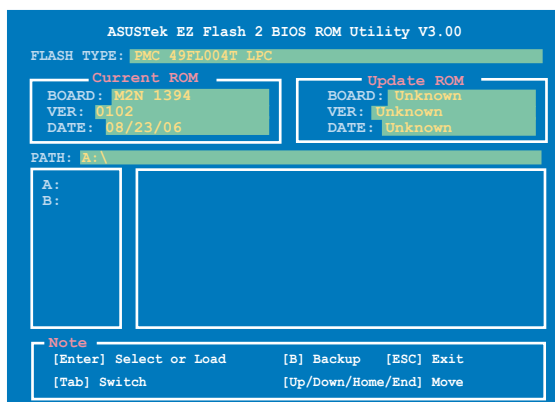 ASUSTek EZ Flash 2 BIOS ROM Utility V3.00
FLASH TYPE: PMC 49FL004T LPC
Current ROM
BOARD: M2N 1394
VER: 0102
DATE: 08/23/06
Update ROM
BOARD: Unknown
VER: Unknown
DATE: Unknown
PATH: A:\
A:
B:
Note
[Enter] Select or Load [B] Backup [ESC] Exit
[Tab] Switch [Up/Down/Home/End] Move